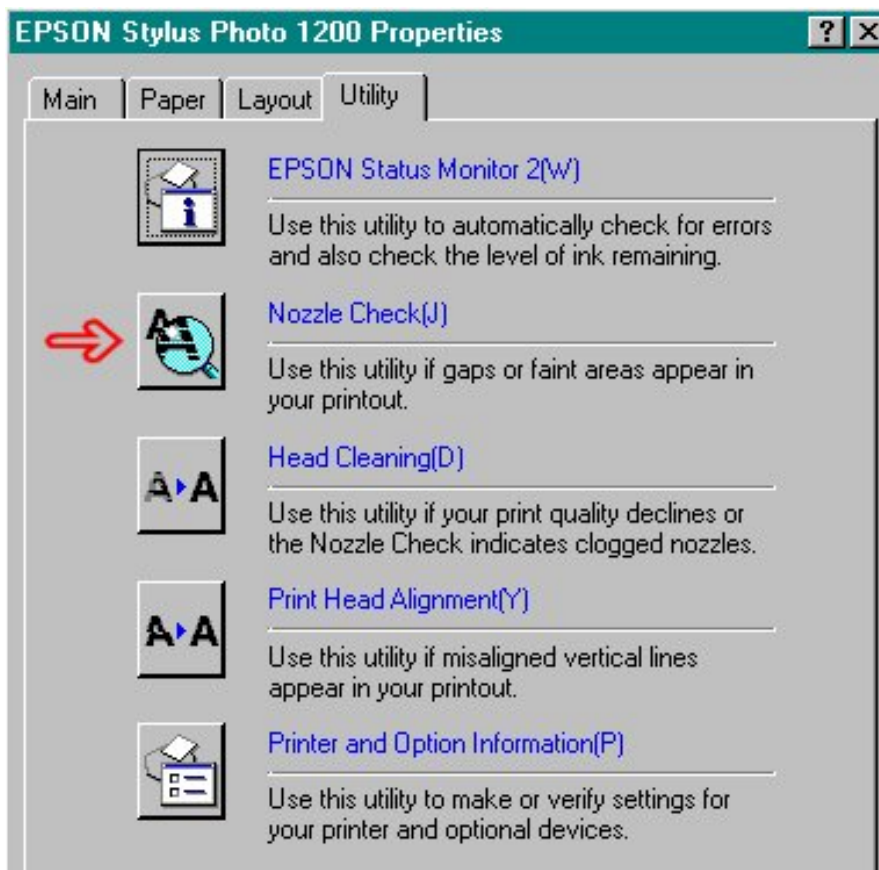 EPSON Stylus Photo 1200 Properties
Main Paper Layout Utility
EPSON Status Monitor 2(W)
Use this utility to automatically check for errors
and also check the level of ink remaining.
Nozzle Check(J)
Use this utility if gaps or faint areas appear in
your printout.
Head Cleaning(D)
Use this utility if your print quality declines or
the Nozzle Check indicates clogged nozzles.
Print Head Alignment(Y)
Use this utility if misaligned vertical lines
appear in your printout.
Printer and Option Information(P)
Use this utility to make or verify settings for
your printer and optional devices.